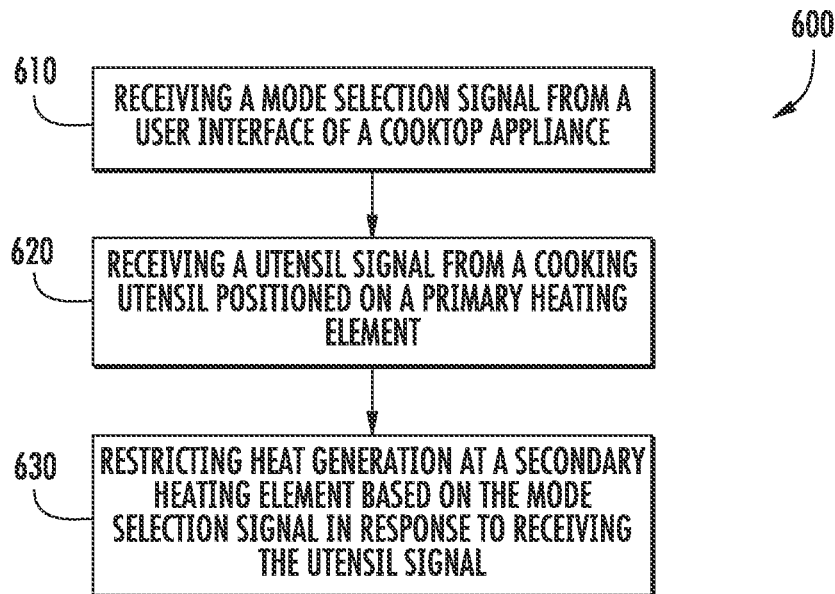 600
610
RECEIVING A MODE SELECTION SIGNAL FROM A
USER INTERFACE OF A COOKTOP APPLIANCE
620
RECEIVING A UTENSIL SIGNAL FROM A COOKING
UTENSIL POSITIONED ON A PRIMARY HEATING
ELEMENT
630
RESTRICTING HEAT GENERATION AT A SECONDARY
HEATING ELEMENT BASED ON THE MODE
SELECTION SIGNAL IN RESPONSE TO RECEIVING
THE UTENSIL SIGNAL